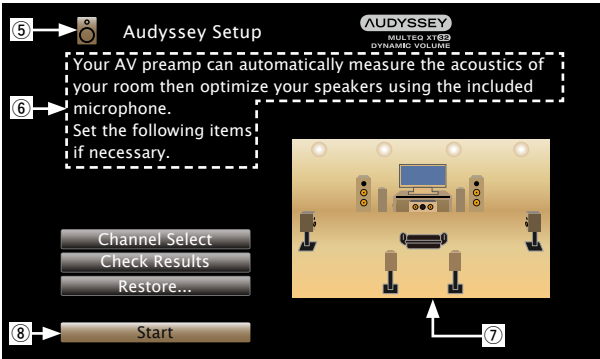 ⑤
Audyssey Setup
AUDYSSEY
MULTEQ XT32
DYNAMIC VOLUME
Your AV preamp can automatically measure the acoustics of
your room then optimize your speakers using the included
⑥
microphone.
Set the following items
if necessary.
Channel Select
Check Results
Restore...
⑧
Start
⑦